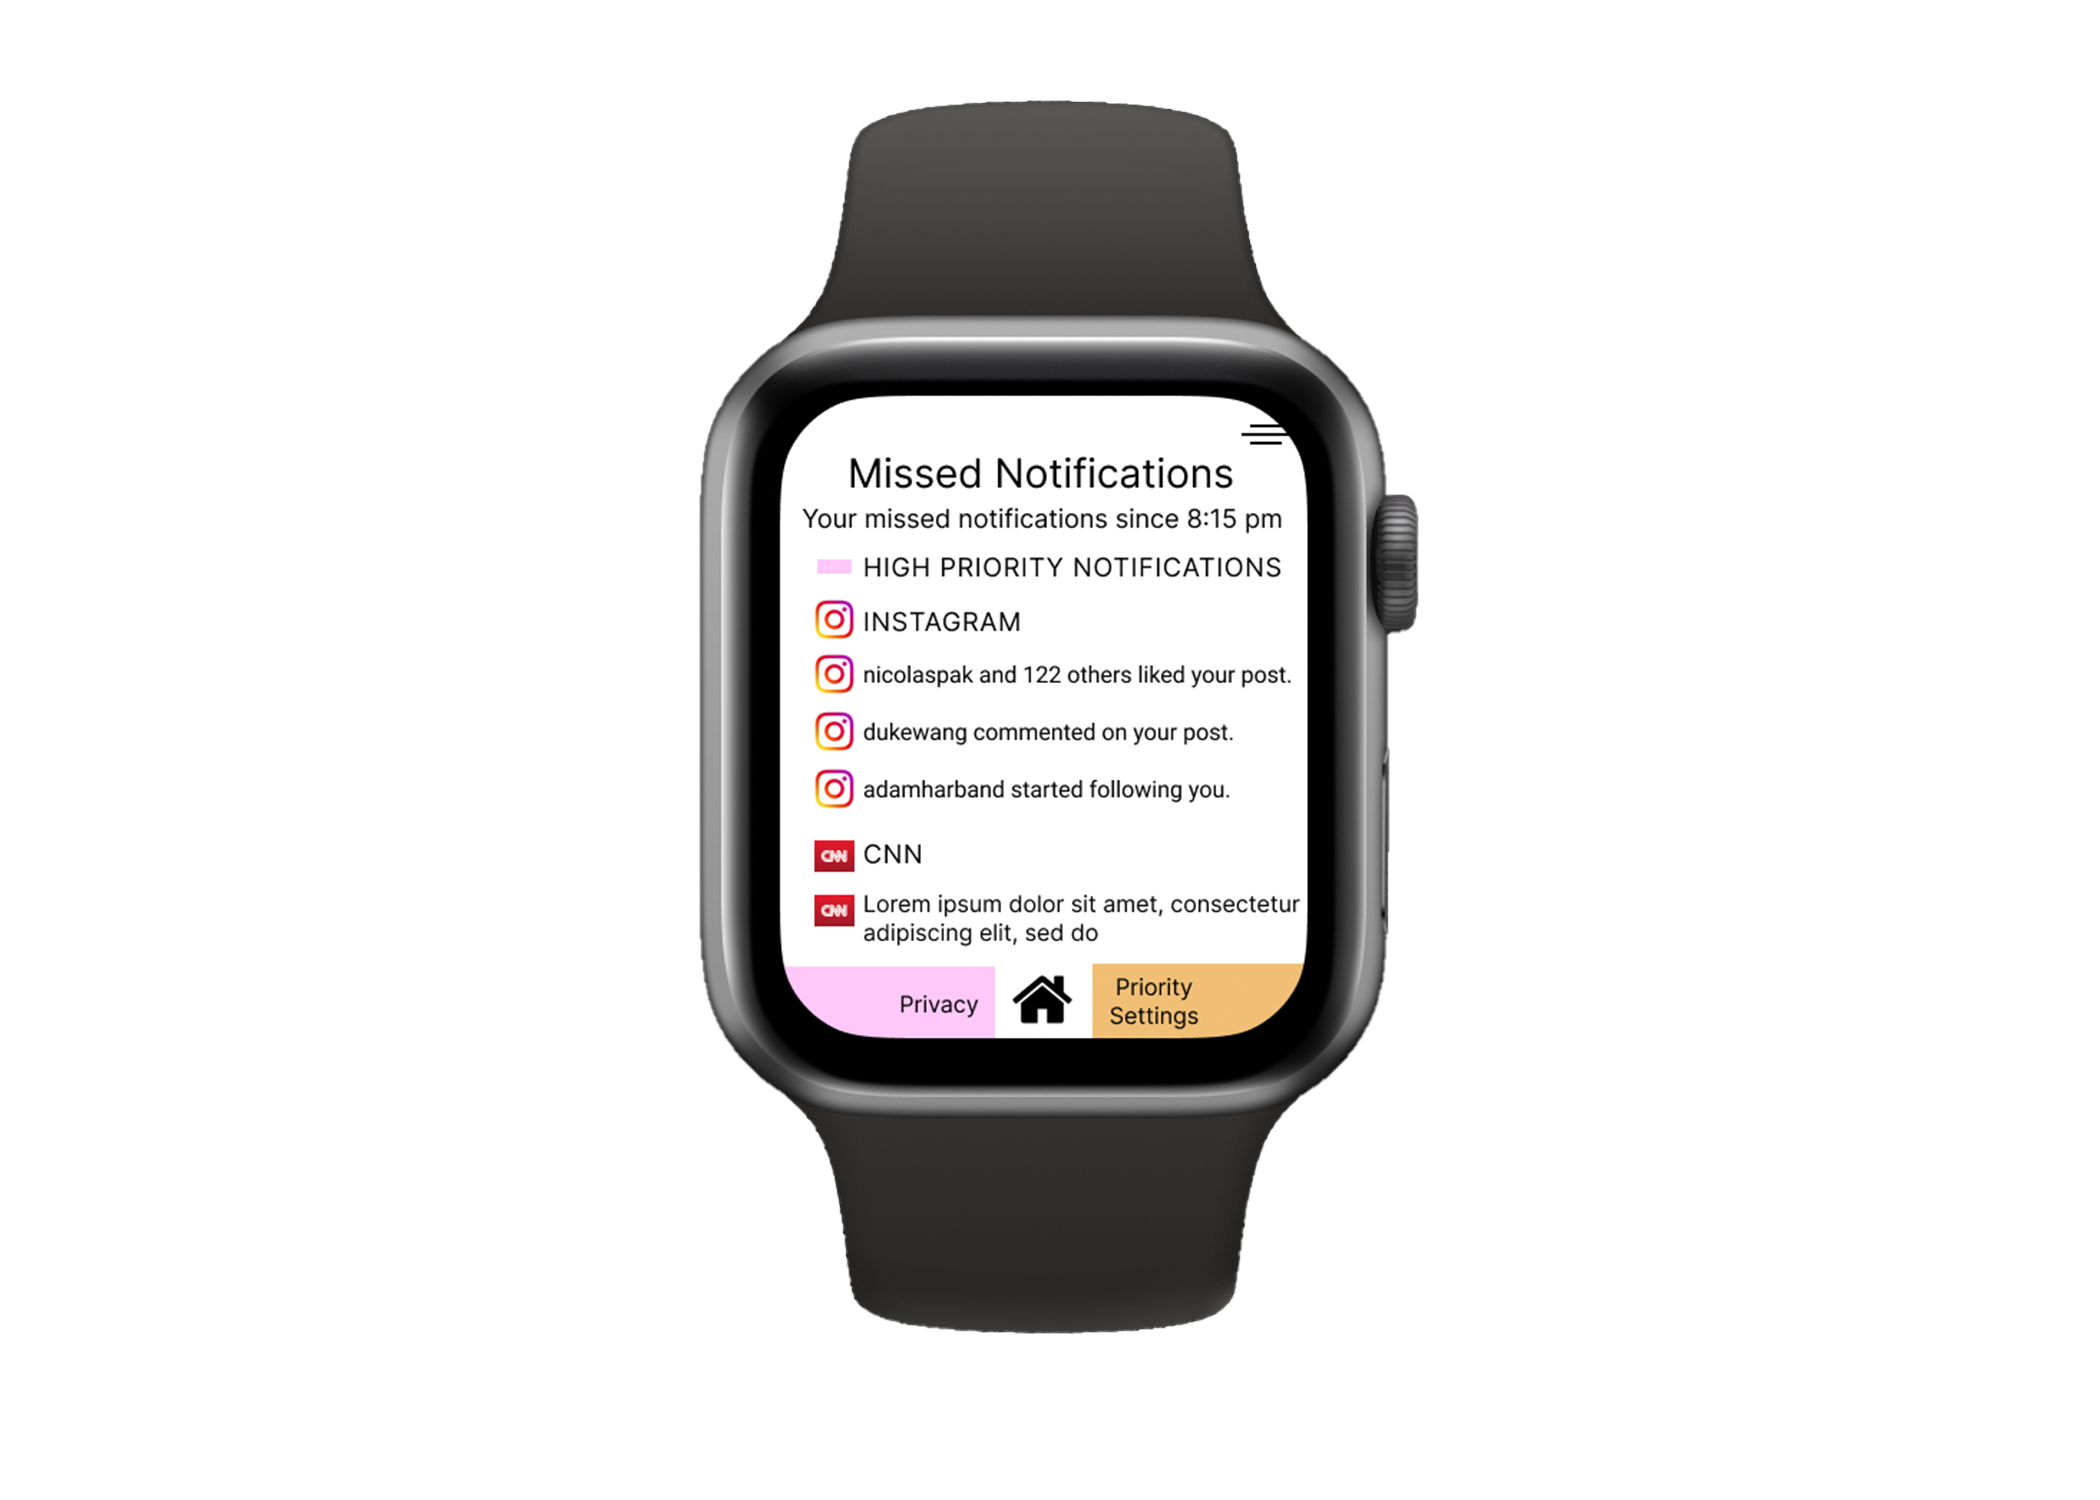 Missed Notifications
Your missed notifications since 8:15 pm
HIGH PRIORITY NOTIFICATIONS
INSTAGRAM
nicolaspak and 122 others liked your post.
dukewang commented on your post.
adamharband started following you.
CNN CNN
CNN Lorem ipsum dolor sit amet, consectetur
adipiscing elit, sed do
Privacy
Priority
Settings